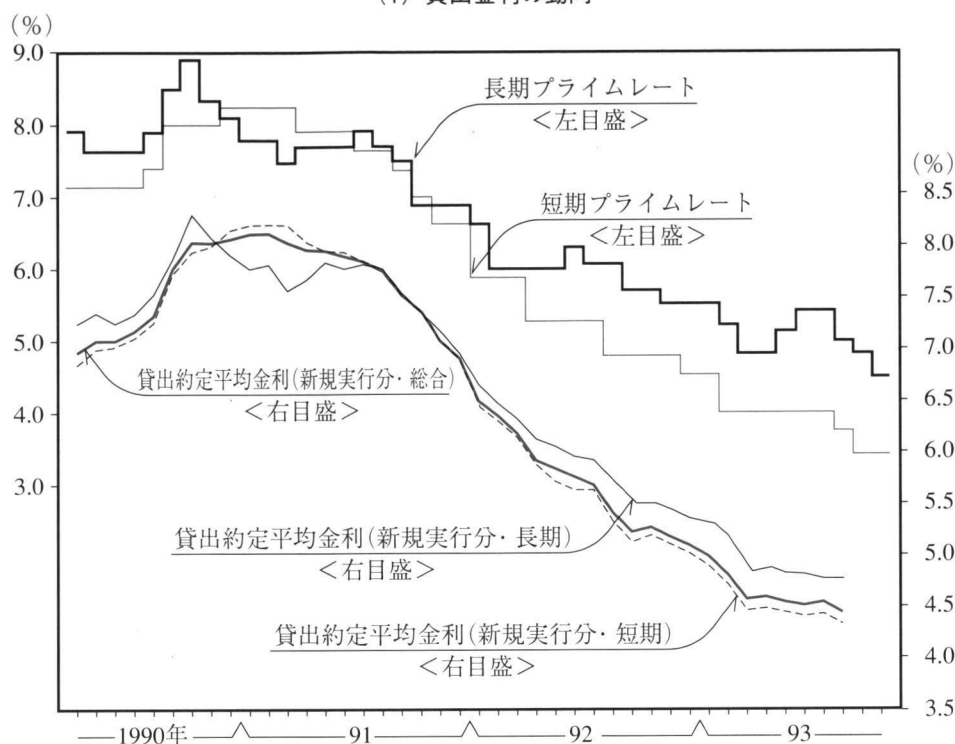 (%)
9.0
8.0
7.0
6.0
5.0
4.0
3.0
長期プライムレート
<左目盛>
短期プライムレート
<左目盛>
(%)
8.5
8.0
7.5
7.0
6.5
6.0
5.5
5.0
4.5
4.0
3.5
貸出約定平均金利(新規実行分・総合)
<右目盛>
貸出約定平均金利(新規実行分・長期)
<右目盛>
貸出約定平均金利(新規実行分・短期)
<右目盛>
1990年
91
92
93